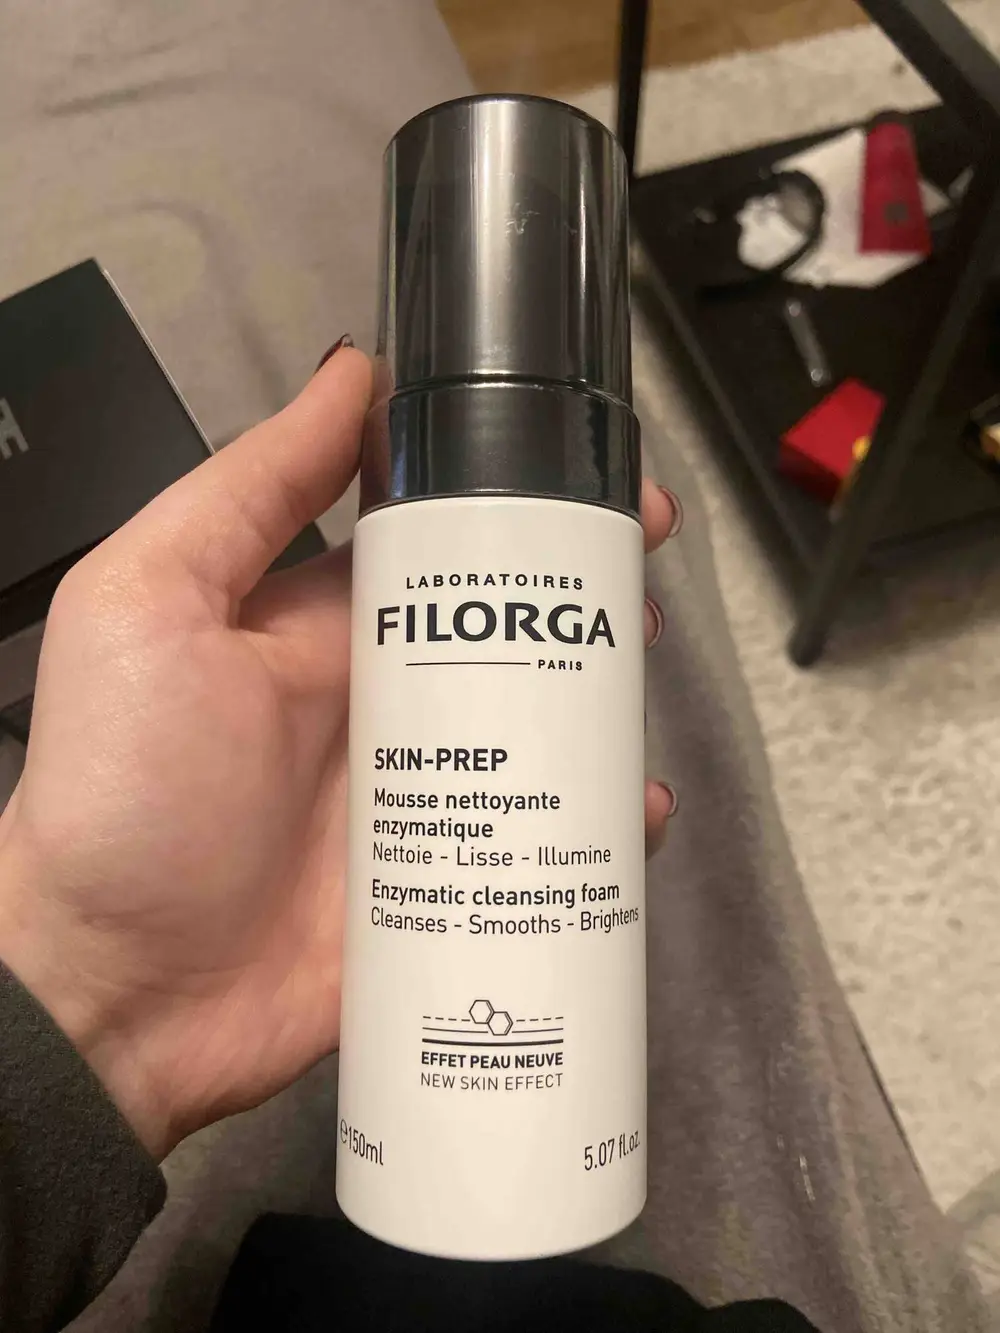 LABORATOIRES
FILORGA
PARIS
SKIN-PREP
Mousse nettoyante
enzymatique
Nettoie - Lisse - Illumine
Enzymatic cleansing foam
Cleanses - Smooths - Brightens
EFFET PEAU NEUVE
NEW SKIN EFFECT
℮150ml
5.07 fl.oz.